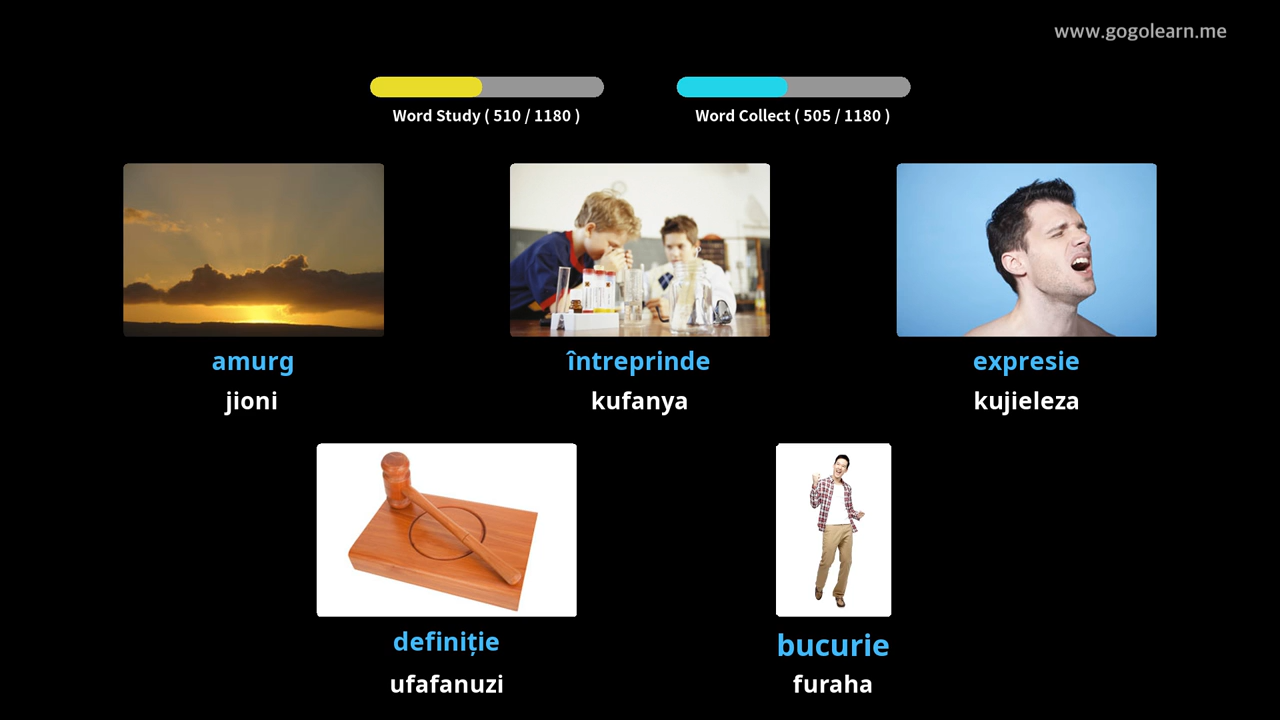 www.gogolearn.me
Word Study ( 510 / 1180 )
Word Collect ( 505 / 1180 )
amurg
jioni
întreprinde
kufanya
expresie
kujieleza
definiție
ufafanuzi
bucurie
furaha